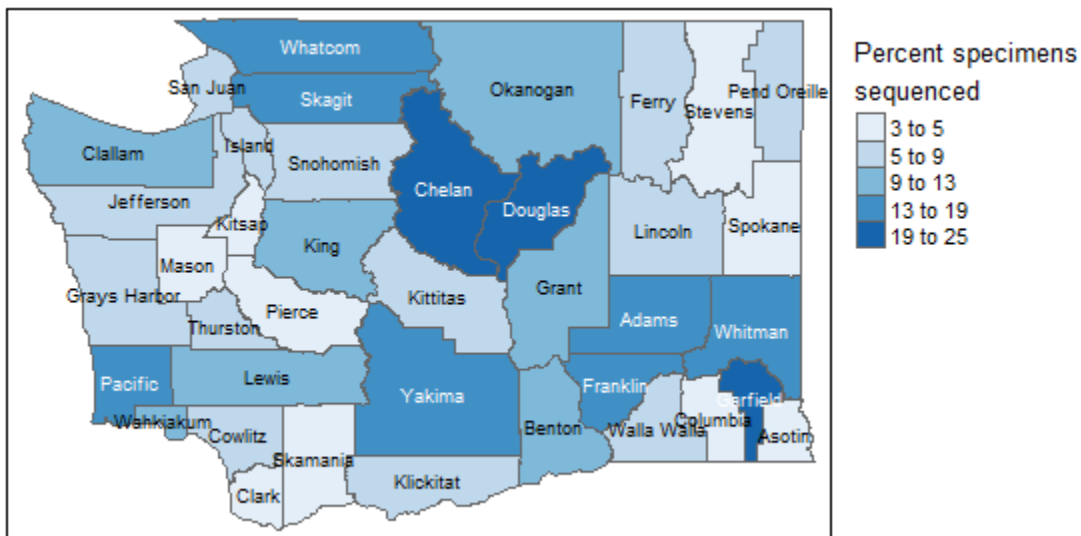 Whatcom
San Juan
Skagit
Okanogan
Ferry
Stevens
Pend Oreille
Clallam
Island
Snohomish
Chelan
Douglas
Jefferson
Kitsap
King
Lincoln
Spokane
Mason
Grays Harbor
Pierce
Kittitas
Grant
Thurston
Adams
Whitman
Pacific
Lewis
Yakima
Franklin
Garfield
Wahkiakum
Cowlitz
Benton
Walla Walla
Columbia
Asotin
Skamania
Clark
Klickitat
Percent specimens
sequenced
3 to 5
5 to 9
9 to 13
13 to 19
19 to 25